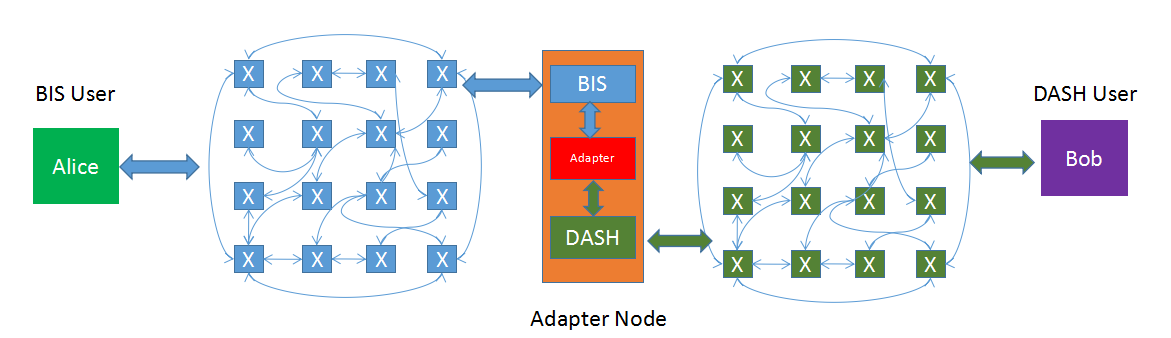 BIS User
Alice
X X X X
X X X X
X X X X
X X X X
BIS
Adapter
DASH
Adapter Node
X X X X
X X X X
X X X X
X X X X
DASH User
Bob